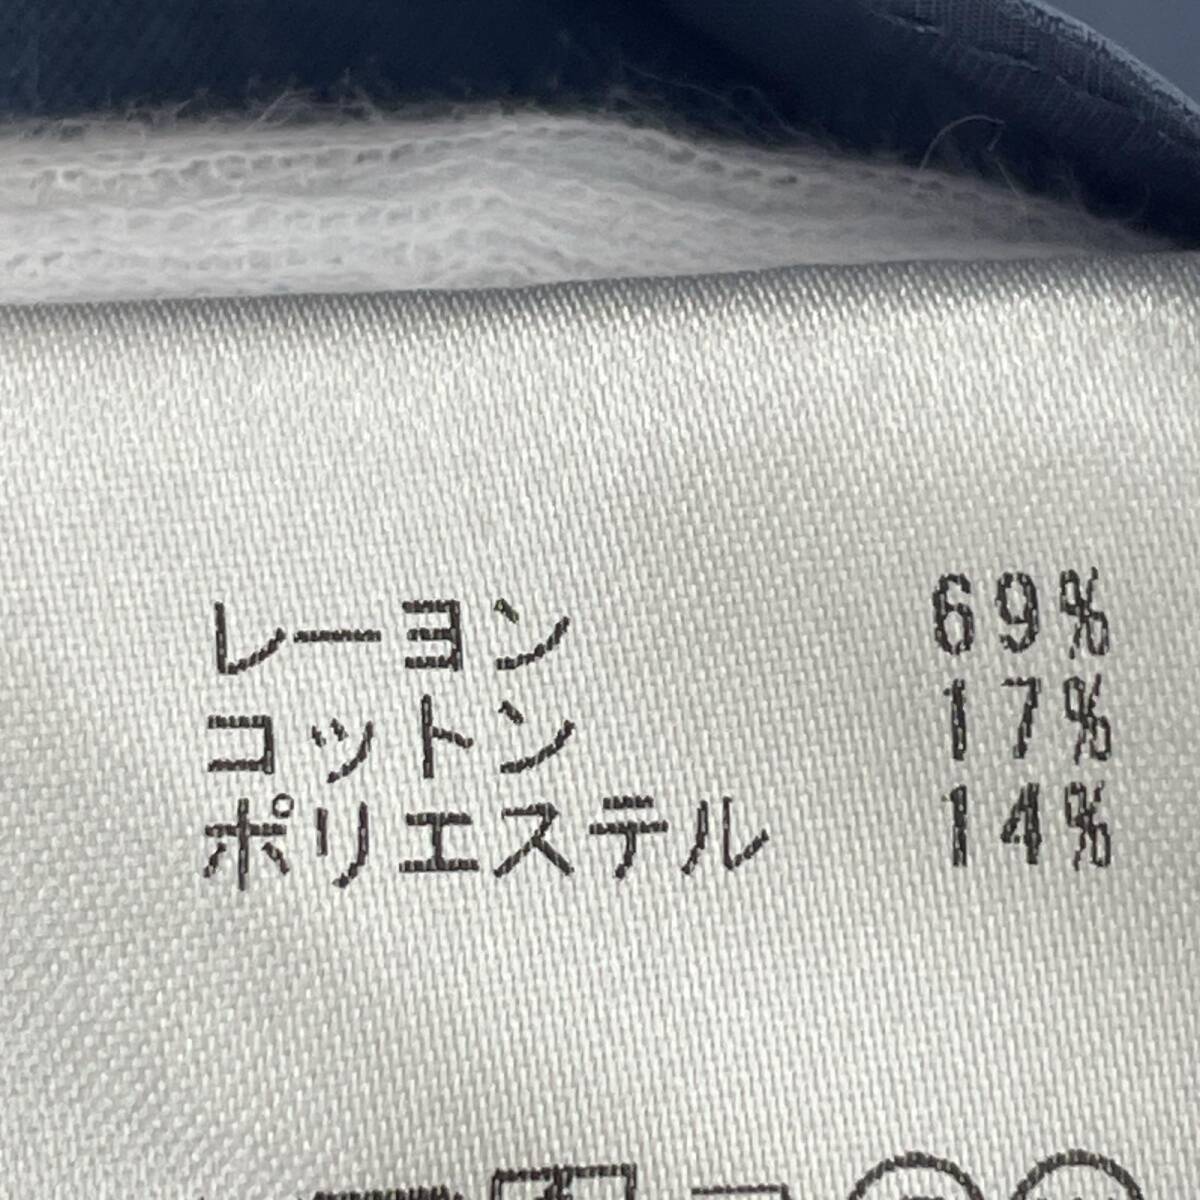 レーヨン 69%
コットン 17%
ポリエステル 14%